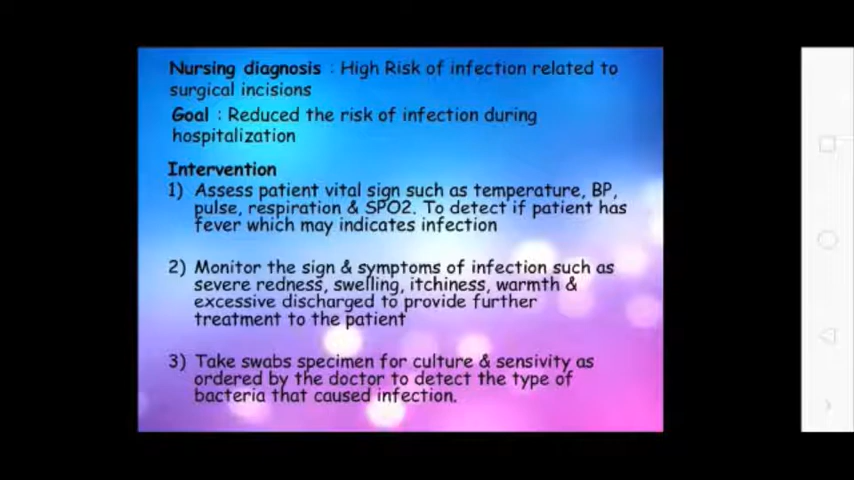 Nursing diagnosis : High Risk of infection related to
surgical incisions
Goal : Reduced the risk of infection during
hospitalization
Intervention
1) Assess patient vital sign such as temperature, BP,
pulse, respiration & SPO2. To detect if patient has
fever which may indicates infection
2) Monitor the sign & symptoms of infection such as
severe redness, swelling, itchiness, warmth &
excessive discharged to provide further
treatment to the patient
3) Take swabs specimen for culture & sensivity as
ordered by the doctor to detect the type of
bacteria that caused infection.